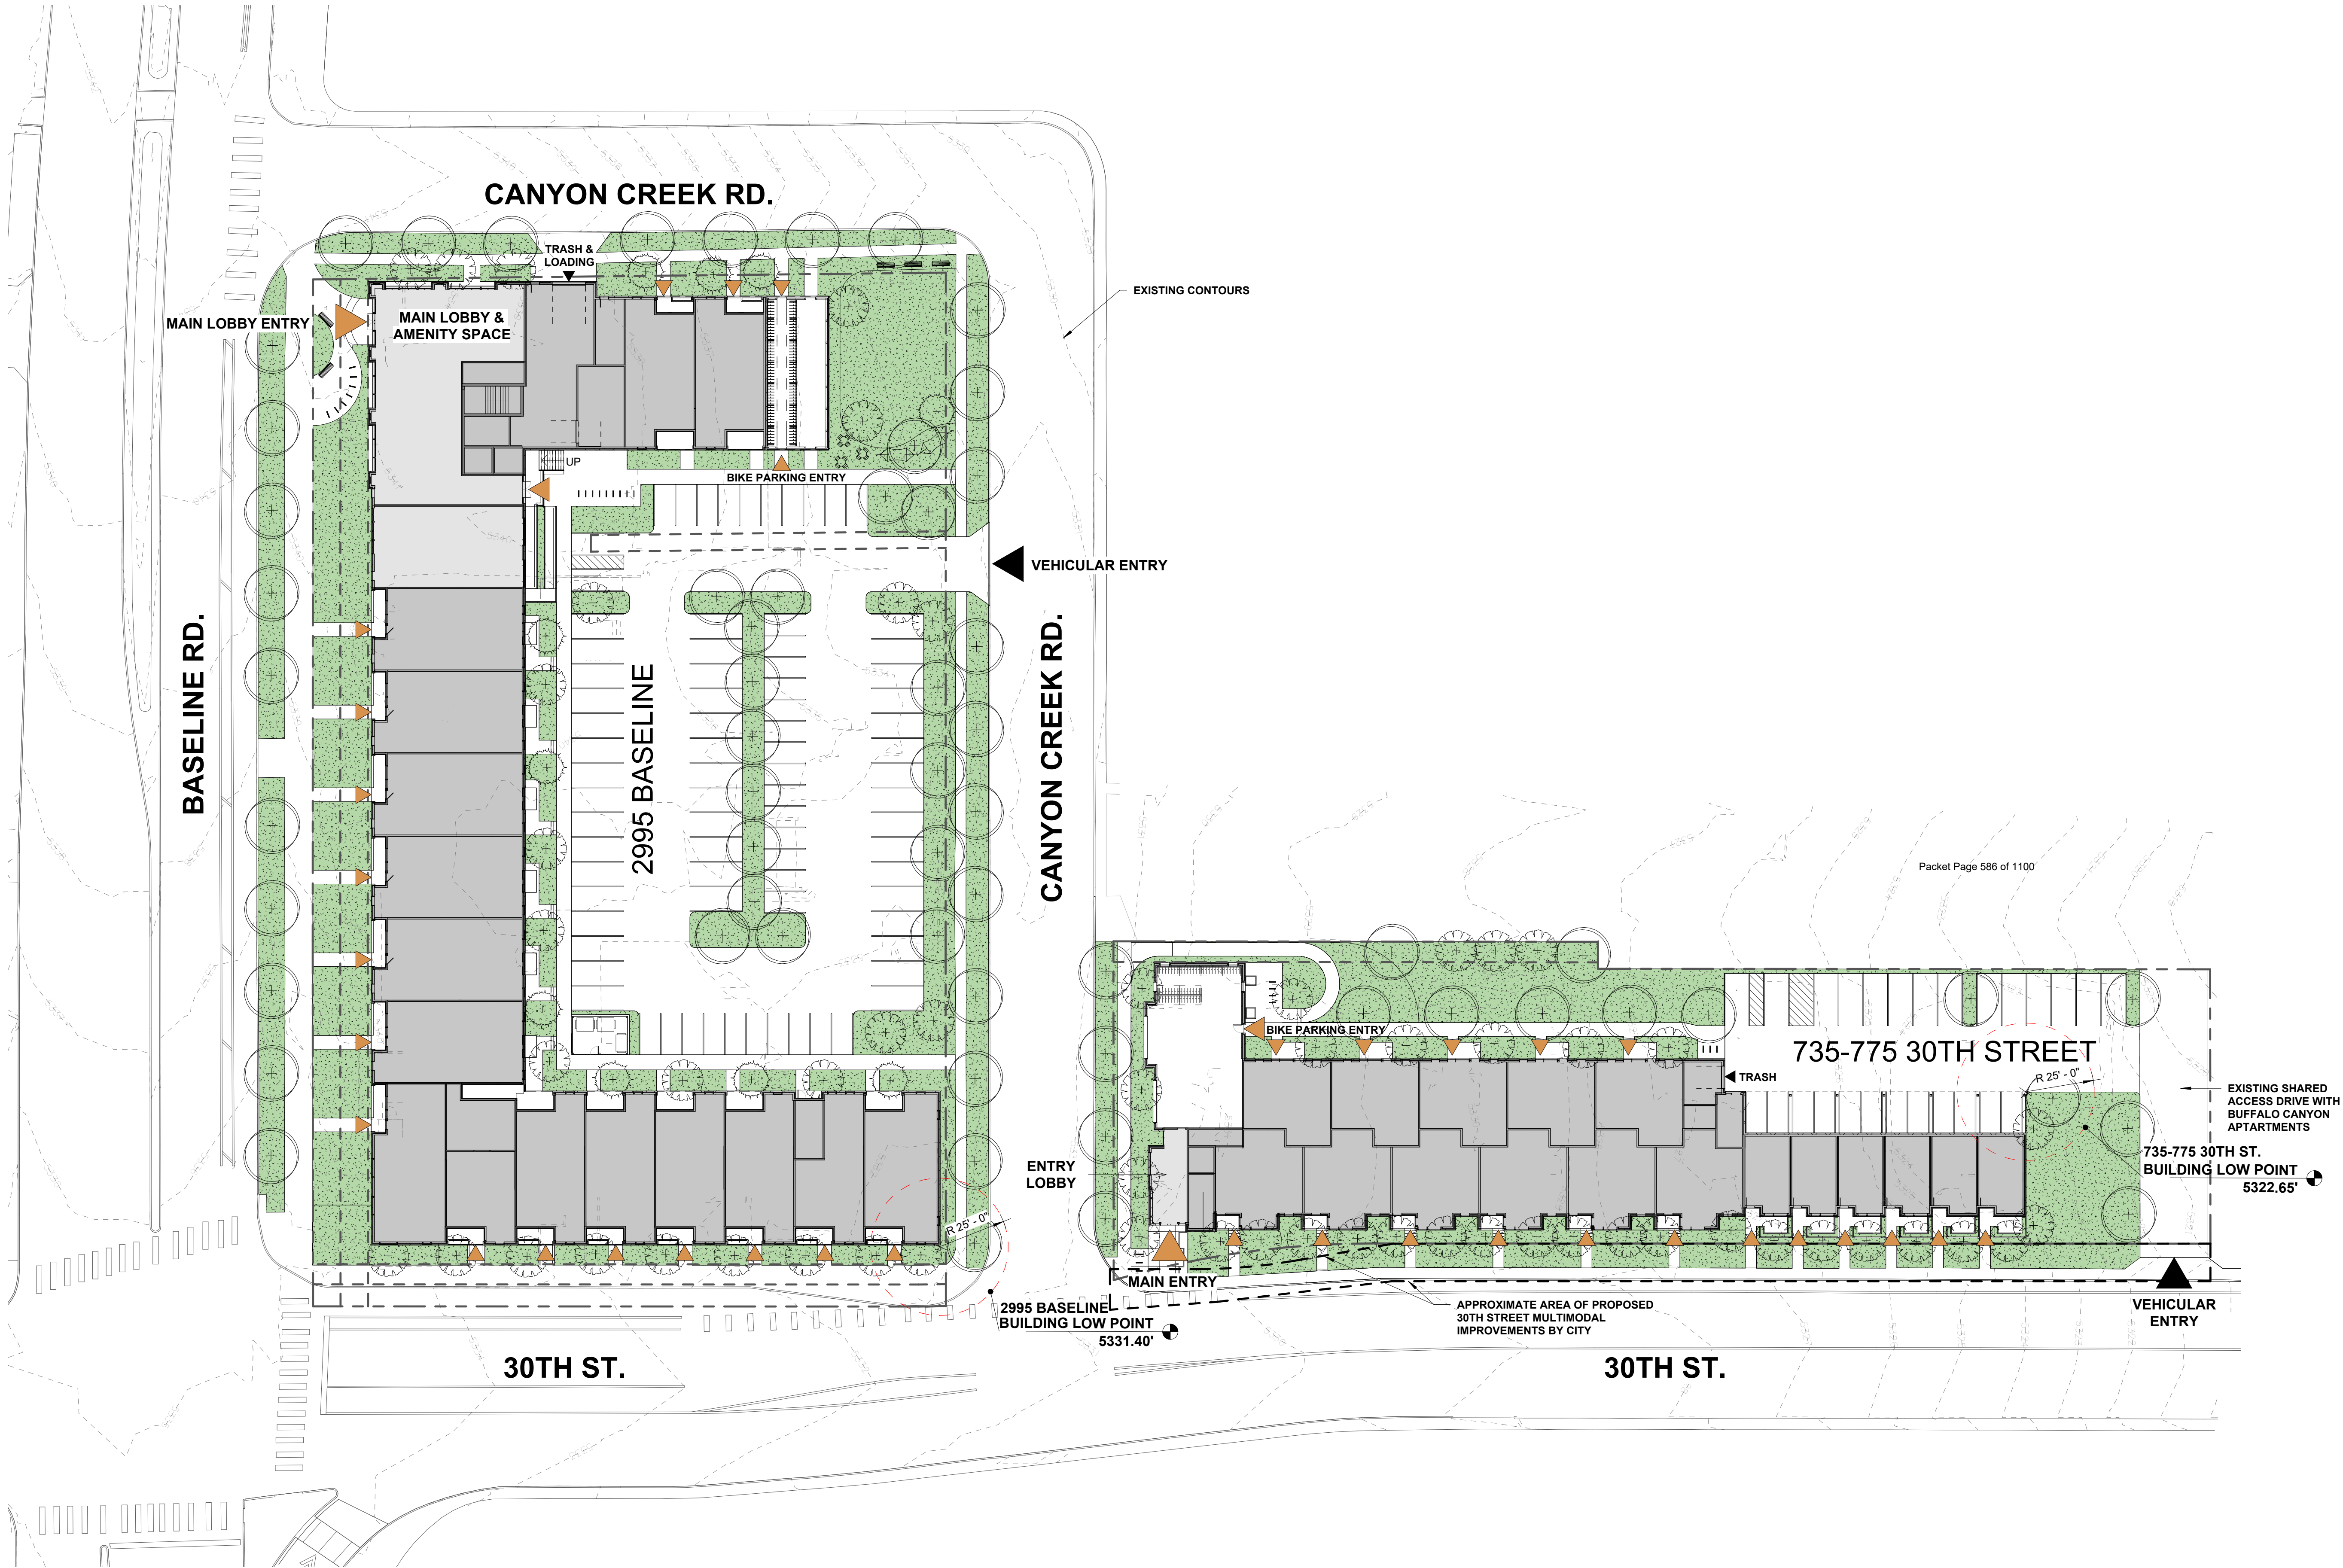 CANYON CREEK RD.
TRASH &
LOADING
MAIN LOBBY ENTRY
MAIN LOBBY &
AMENITY SPACE
EXISTING CONTOURS
UP
BIKE PARKING ENTRY
VEHICULAR ENTRY
BASELINE RD.
2995 BASELINE
CANYON CREEK RD.
Packet Page 586 of 1100
BIKE PARKING ENTRY
735-775 30TH STREET
TRASH
R 25' - 0"
EXISTING SHARED
ACCESS DRIVE WITH
BUFFALO CANYON
APTARTMENTS
735-775 30TH ST.
BUILDING LOW POINT
5322.65'
ENTRY
LOBBY
R 25' - 0"
MAIN ENTRY
2995 BASELINE
BUILDING LOW POINT
5331.40'
APPROXIMATE AREA OF PROPOSED
30TH STREET MULTIMODAL
IMPROVEMENTS BY CITY
VEHICULAR
ENTRY
30TH ST.
30TH ST.